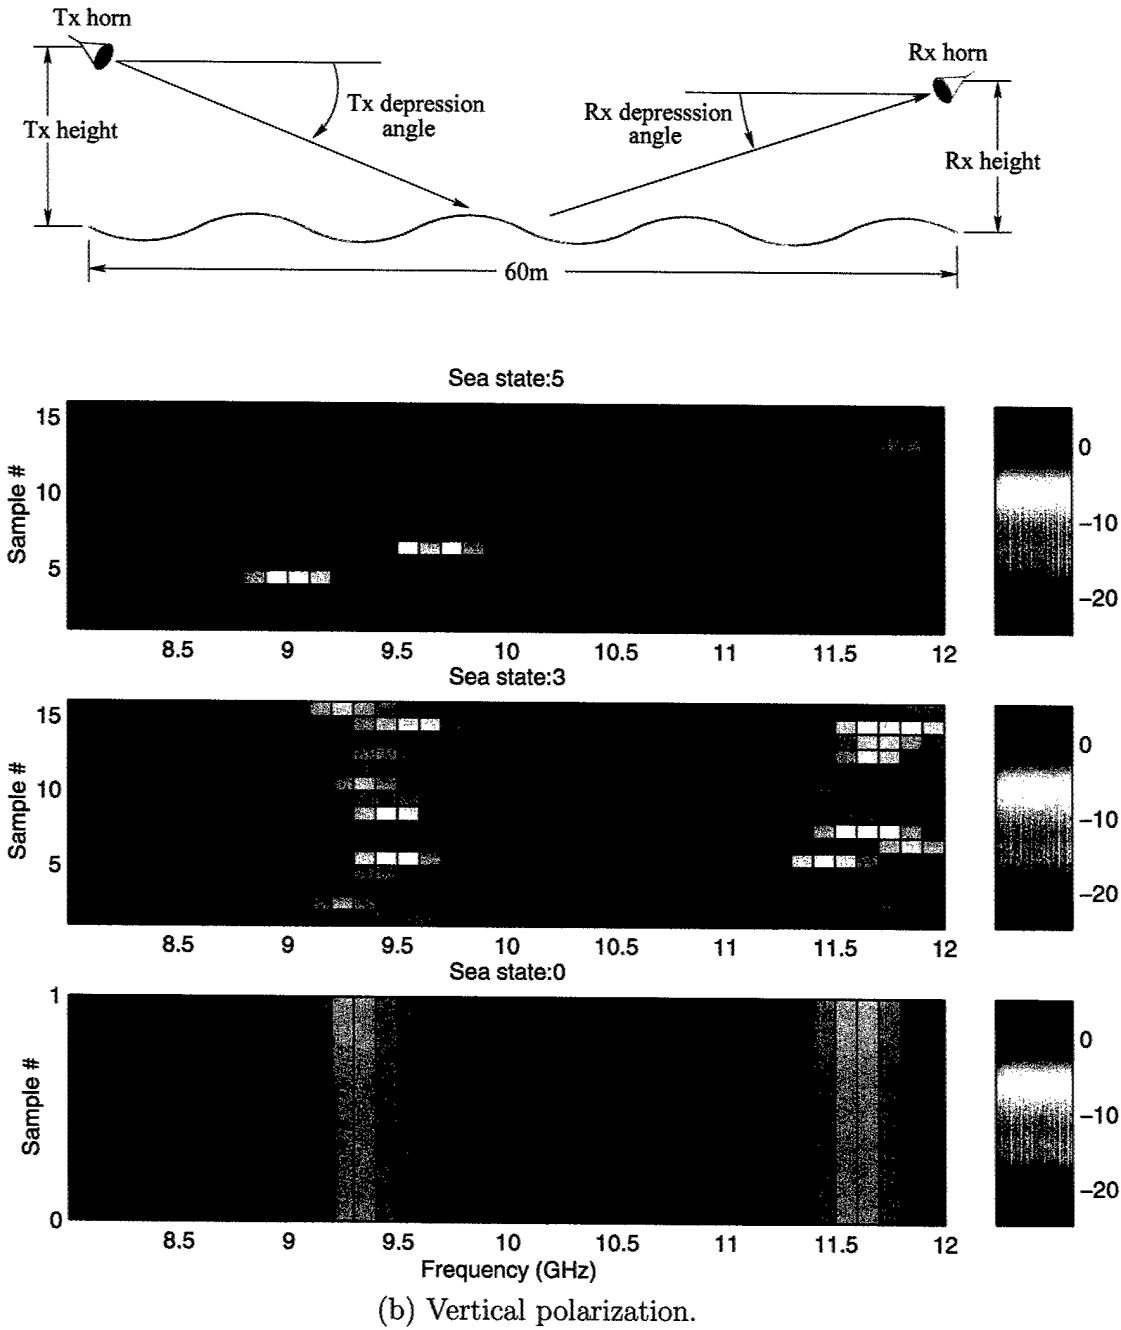 Tx horn
Rx horn
Tx depression
angle
Rx depresssion
angle
Tx height
Rx height
60m
Sea state:5
15
10
5
Sample #
0
−10
−20
8.5 9 9.5 10 10.5 11 11.5 12
Sea state:3
15
10
5
Sample #
0
−10
−20
8.5 9 9.5 10 10.5 11 11.5 12
Sea state:0
1
0
Sample #
0
−10
−20
8.5 9 9.5 10 10.5 11 11.5 12
Frequency (GHz)
(b) Vertical polarization.